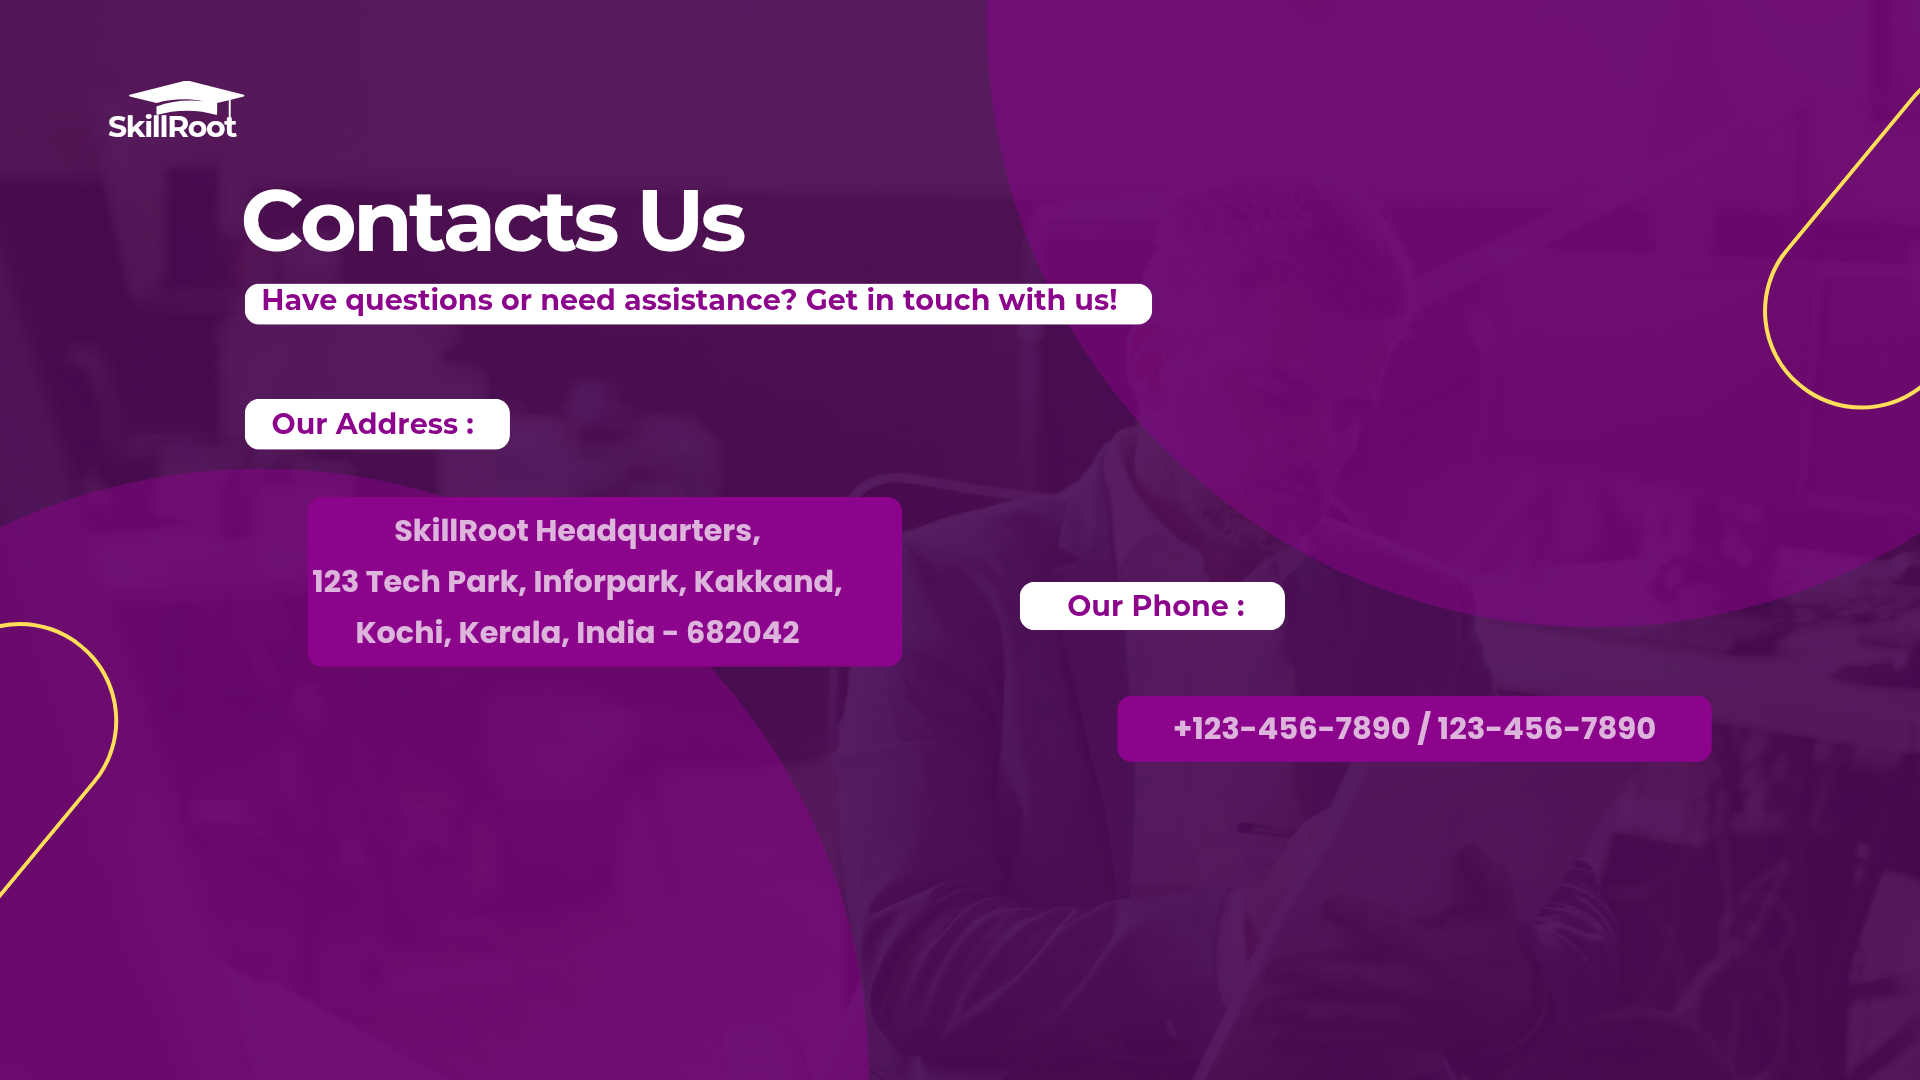 SkillRoot
Contacts Us
Have questions or need assistance? Get in touch with us!
Our Address :
SkillRoot Headquarters,
123 Tech Park, Inforpark, Kakkand,
Kochi, Kerala, India - 682042
Our Phone :
+123-456-7890 / 123-456-7890